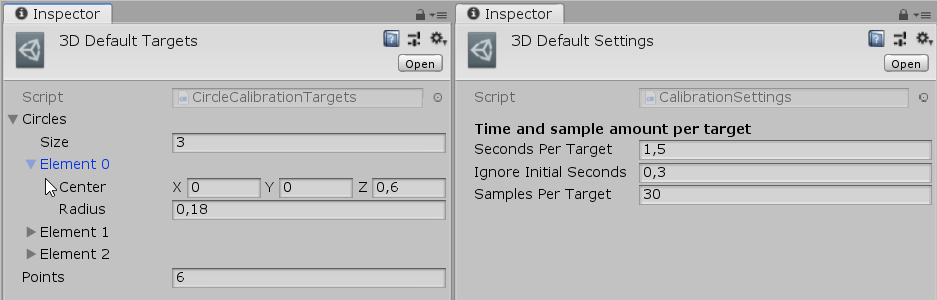 Inspector
3D Default Targets
Open
Script CircleCalibrationTargets
Circles
Size 3
Element 0
Center X 0 Y 0 Z 0,6
Radius 0,18
Element 1
Element 2
Points 6
Inspector
3D Default Settings
Open
Script CalibrationSettings
Time and sample amount per target
Seconds Per Target 1,5
Ignore Initial Seconds 0,3
Samples Per Target 30